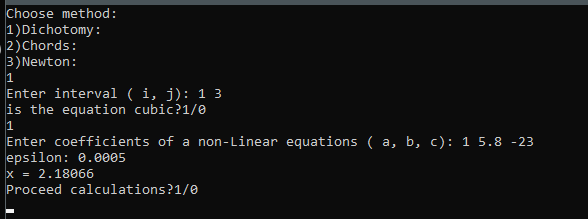 Choose method:
1)Dichotomy:
2)Chords:
3)Newton:
1
Enter interval ( i, j): 1 3
is the equation cubic?1/0
1
Enter coefficients of a non-Linear equations ( a, b, c): 1 5.8 -23
epsilon: 0.0005
x = 2.18066
Proceed calculations?1/0